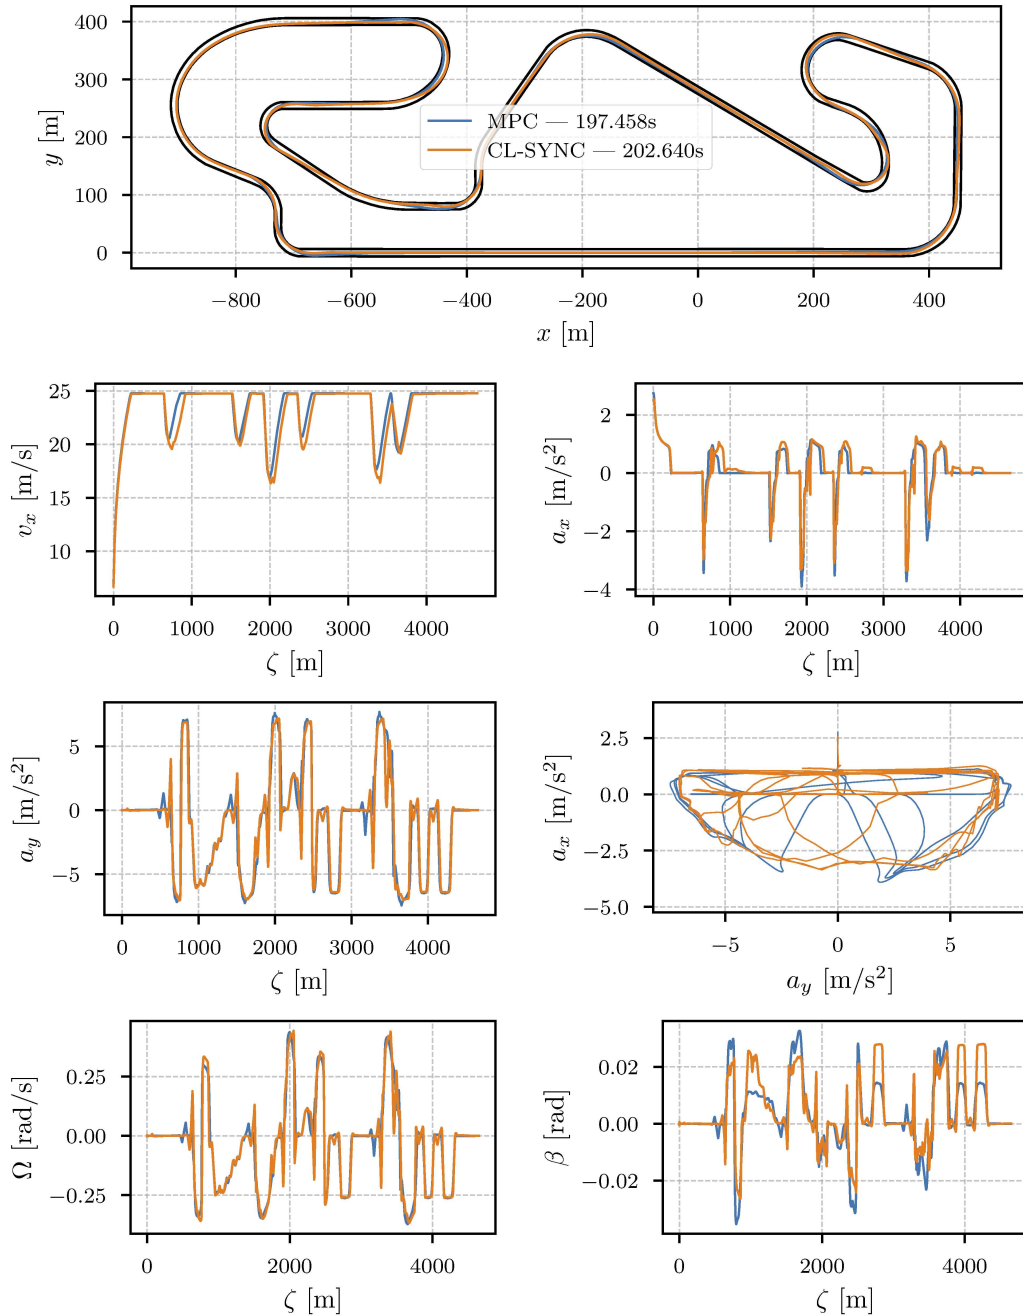 400
300
200
100
0
y [m]
MPC — 197.458s
CL-SYNC — 202.640s
−800 −600 −400 −200 0 200 400
x [m]
25
20
15
10
v_x [m/s]
0 1000 2000 3000 4000
ζ [m]
2
0
−2
−4
a_x [m/s²]
0 1000 2000 3000 4000
ζ [m]
5
0
−5
a_y [m/s²]
0 1000 2000 3000 4000
ζ [m]
2.5
0.0
−2.5
−5.0
a_x [m/s²]
−5 0 5
a_y [m/s²]
0.25
0.00
−0.25
Ω [rad/s]
0 2000 4000
ζ [m]
0.02
0.00
−0.02
β [rad]
0 2000 4000
ζ [m]